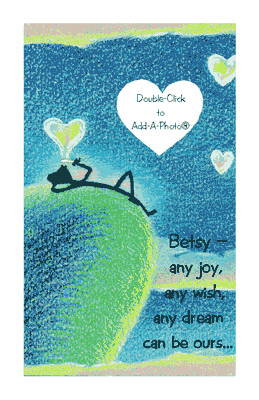 Double-Click
to
Add-A-Photo®
Betsy –
any joy,
any wish,
any dream
can be ours...